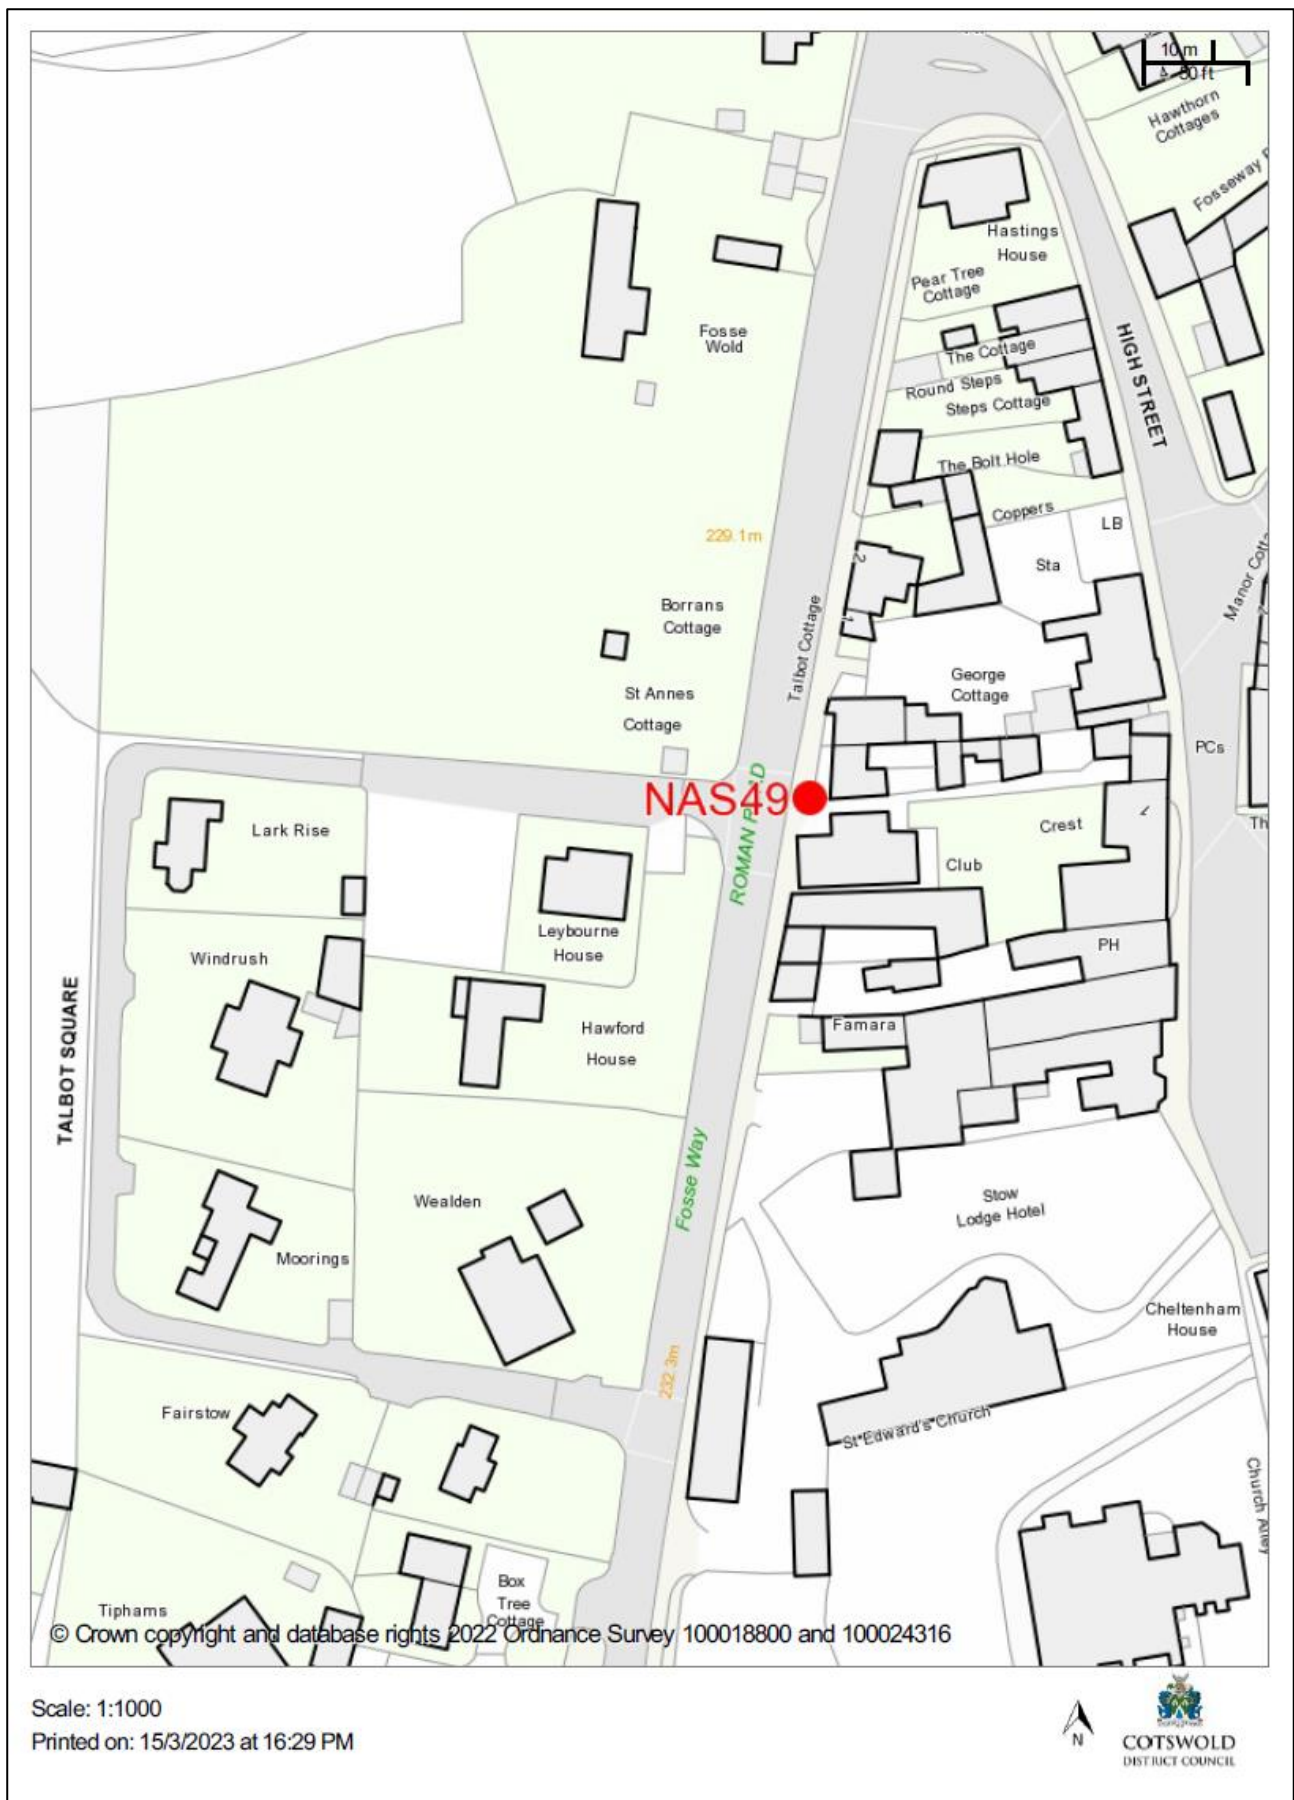 10 m
50 ft
Hawthorn
Cottages
Hastings
House
Pear Tree
Cottage
Fosse
Wold
The Cottage
HIGH STREET
Round Steps
Steps Cottage
The Bolt Hole
Coppers
LB
229.1m
2
Sta
Borrans
Cottage
1
Talbot Cottage
St Annes
Cottage
George
Cottage
PCs
NAS49
Lark Rise
Crest
Club
Leybourne
House
Windrush
PH
TALBOT SQUARE
Hawford
House
Famara
Fosse Way
Wealden
Stow
Lodge Hotel
Moorings
Cheltenham
House
232.3m
Fairstow
St Edward's Church
Church Alley
Box
Tree
Cottage
Tiphams
© Crown copyright and database rights 2022 Ordnance Survey 100018800 and 100024316
Scale: 1:1000
Printed on: 15/3/2023 at 16:29 PM
N
COTSWOLD
DISTRICT COUNCIL